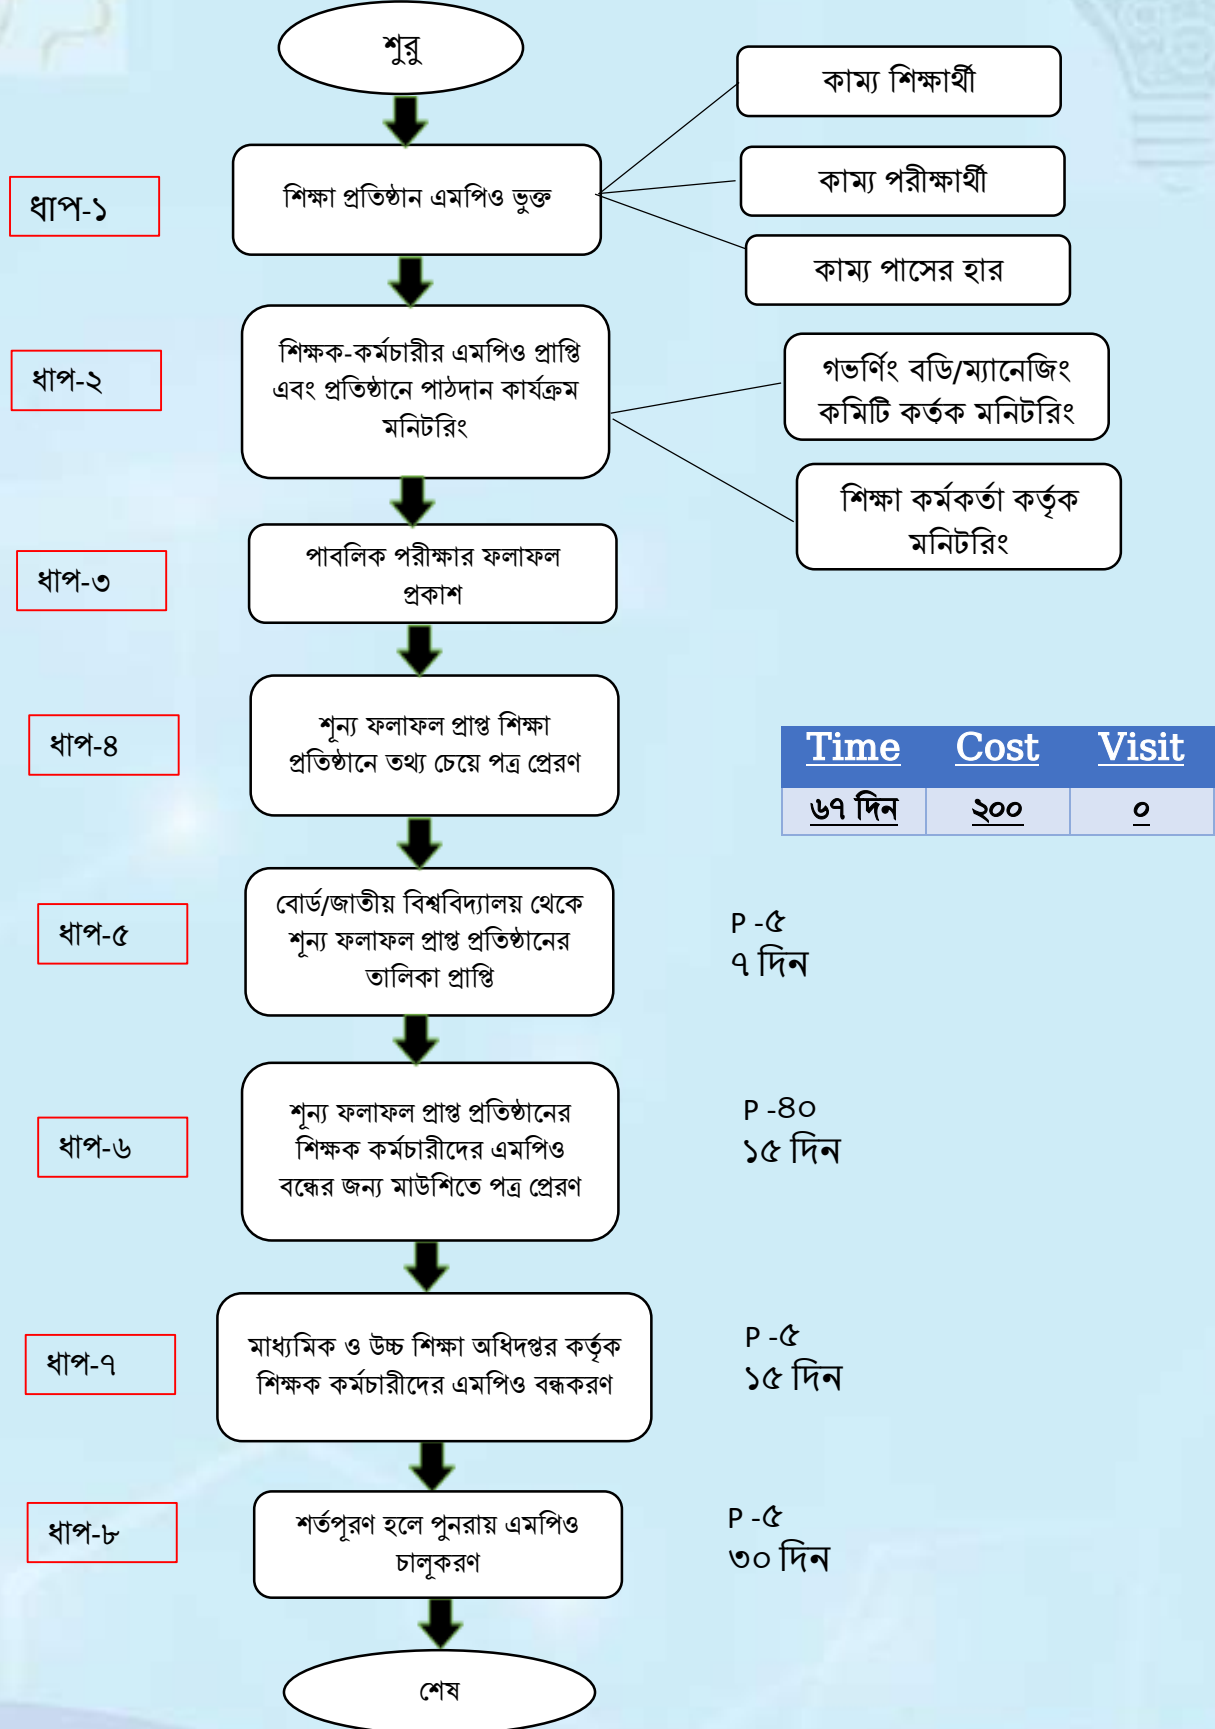 শুরু
কাম্য শিক্ষার্থী
ধাপ-১
শিক্ষা প্রতিষ্ঠান এমপিও ভুক্ত
কাম্য পরীক্ষার্থী
কাম্য পাসের হার
ধাপ-২
শিক্ষক-কর্মচারীর এমপিও প্রাপ্তি
এবং প্রতিষ্ঠানে পাঠদান কার্যক্রম
মনিটরিং
গভর্ণিং বডি/ম্যানেজিং
কমিটি কর্তৃক মনিটরিং
শিক্ষা কর্মকর্তা কর্তৃক
মনিটরিং
ধাপ-৩
পাবলিক পরীক্ষার ফলাফল
প্রকাশ
ধাপ-৪
শূন্য ফলাফল প্রাপ্ত শিক্ষা
প্রতিষ্ঠানে তথ্য চেয়ে পত্র প্রেরণ
Time Cost Visit
৬৭ দিন ২০০ ০
ধাপ-৫
বোর্ড/জাতীয় বিশ্ববিদ্যালয় থেকে
শূন্য ফলাফল প্রাপ্ত প্রতিষ্ঠানের
তালিকা প্রাপ্তি
P -৫
৭ দিন
ধাপ-৬
শূন্য ফলাফল প্রাপ্ত প্রতিষ্ঠানের
শিক্ষক কর্মচারীদের এমপিও
বন্ধের জন্য মাউশিতে পত্র প্রেরণ
P -৪০
১৫ দিন
ধাপ-৭
মাধ্যমিক ও উচ্চ শিক্ষা অধিদপ্তর কর্তৃক
শিক্ষক কর্মচারীদের এমপিও বন্ধকরণ
P -৫
১৫ দিন
ধাপ-৮
শর্তপূরণ হলে পুনরায় এমপিও
চালূকরণ
P -৫
৩০ দিন
শেষ